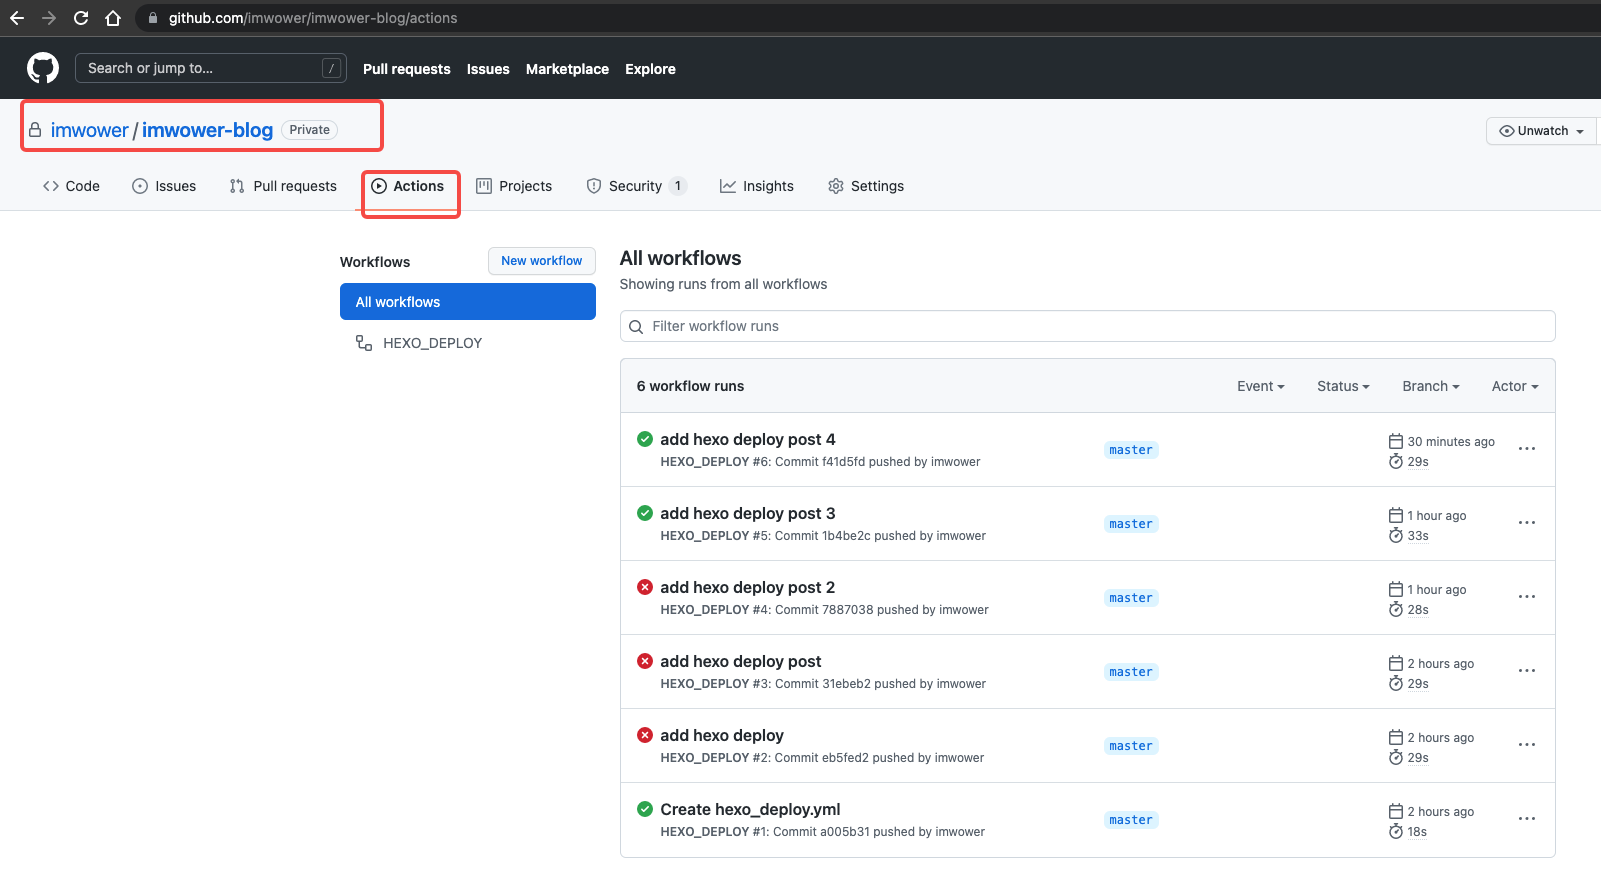 github.com/imwower/imwower-blog/actions
Search or jump to...
/
Pull requests
Issues
Marketplace
Explore
imwower / imwower-blog
Private
Unwatch
Code
Issues
Pull requests
Actions
Projects
Security 1
Insights
Settings
Workflows
New workflow
All workflows
HEXO_DEPLOY
All workflows
Showing runs from all workflows
Filter workflow runs
6 workflow runs
Event
Status
Branch
Actor
add hexo deploy post 4
HEXO_DEPLOY #6: Commit f41d5fd pushed by imwower
master
30 minutes ago
29s
add hexo deploy post 3
HEXO_DEPLOY #5: Commit 1b4be2c pushed by imwower
master
1 hour ago
33s
add hexo deploy post 2
HEXO_DEPLOY #4: Commit 7887038 pushed by imwower
master
1 hour ago
28s
add hexo deploy post
HEXO_DEPLOY #3: Commit 31ebeb2 pushed by imwower
master
2 hours ago
29s
add hexo deploy
HEXO_DEPLOY #2: Commit eb5fed2 pushed by imwower
master
2 hours ago
29s
Create hexo_deploy.yml
HEXO_DEPLOY #1: Commit a005b31 pushed by imwower
master
2 hours ago
18s